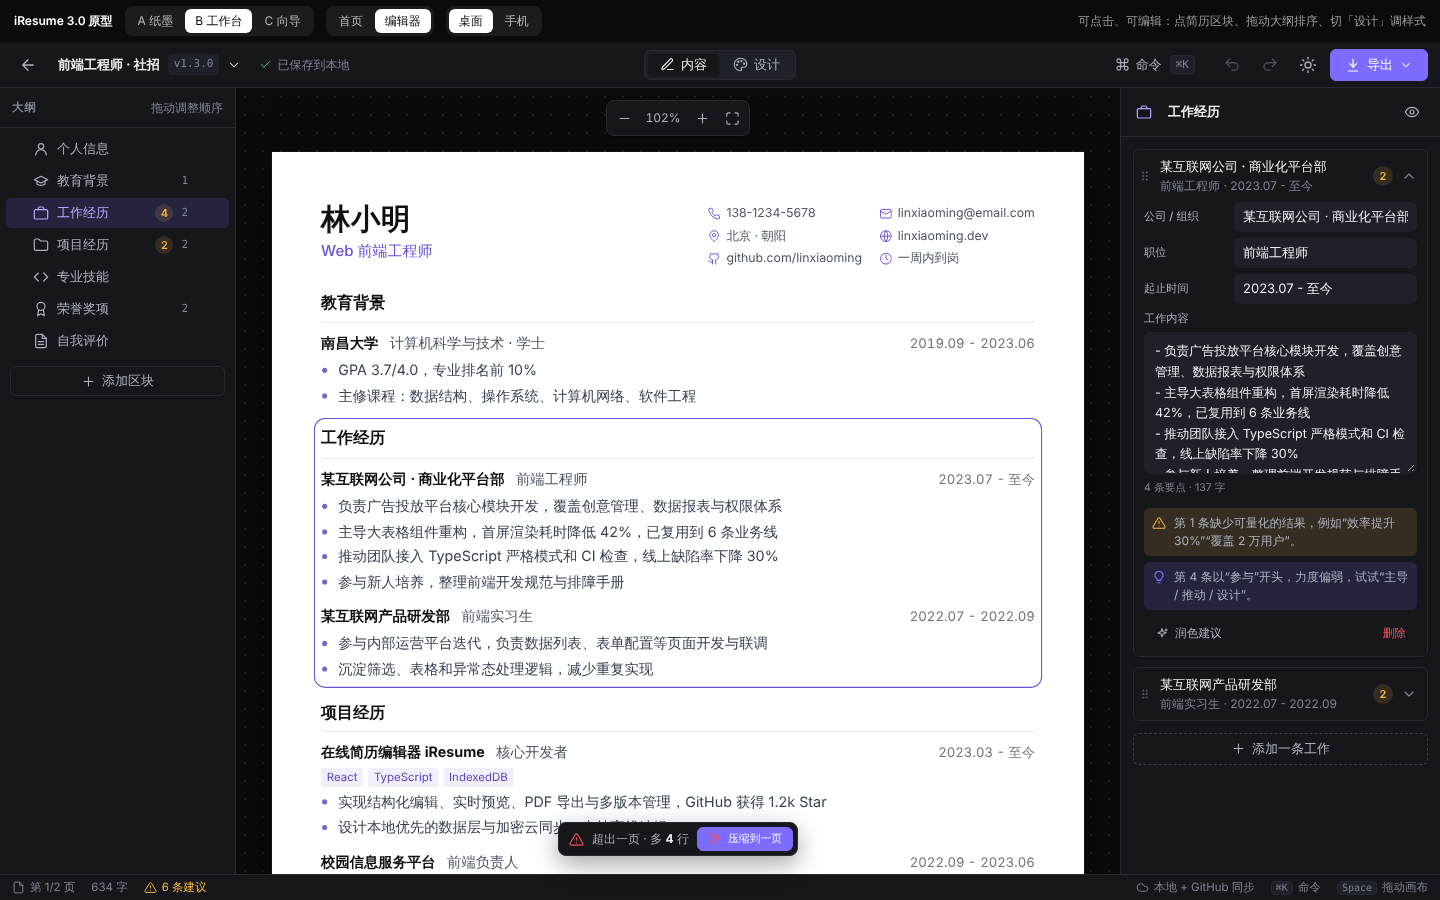 iResume 3.0 原型
A 纸墨
B 工作台
C 向导
首页
编辑器
桌面
手机
可点击、可编辑：点简历区块、拖动大纲排序、切「设计」调样式
前端工程师 · 社招
v1.3.0
已保存到本地
内容
设计
⌘ 命令 ⌘K
导出
大纲
拖动调整顺序
个人信息
教育背景 1
工作经历 4 2
项目经历 2 2
专业技能
荣誉奖项 2
自我评价
添加区块
102%
林小明
Web 前端工程师
138-1234-5678
linxiaoming@email.com
北京 · 朝阳
linxiaoming.dev
github.com/linxiaoming
一周内到岗
教育背景
南昌大学 计算机科学与技术 · 学士 2019.09 - 2023.06
GPA 3.7/4.0，专业排名前 10%
主修课程：数据结构、操作系统、计算机网络、软件工程
工作经历
某互联网公司 · 商业化平台部 前端工程师 2023.07 - 至今
负责广告投放平台核心模块开发，覆盖创意管理、数据报表与权限体系
主导大表格组件重构，首屏渲染耗时降低 42%，已复用到 6 条业务线
推动团队接入 TypeScript 严格模式和 CI 检查，线上缺陷率下降 30%
参与新人培养，整理前端开发规范与排障手册
某互联网产品研发部 前端实习生 2022.07 - 2022.09
参与内部运营平台迭代，负责数据列表、表单配置等页面开发与联调
沉淀筛选、表格和异常态处理逻辑，减少重复实现
项目经历
在线简历编辑器 iResume 核心开发者 2023.03 - 至今
React TypeScript IndexedDB
实现结构化编辑、实时预览、PDF 导出与多版本管理，GitHub 获得 1.2k Star
设计本地优先的数据层与加密云同步
超出一页 · 多 4 行
压缩到一页
校园信息服务平台 前端负责人 2022.09 - 2023.06
工作经历
某互联网公司 · 商业化平台部
前端工程师 · 2023.07 - 至今
2
公司 / 组织 某互联网公司 · 商业化平台部
职位 前端工程师
起止时间 2023.07 - 至今
工作内容
- 负责广告投放平台核心模块开发，覆盖创意
管理、数据报表与权限体系
- 主导大表格组件重构，首屏渲染耗时降低
42%，已复用到 6 条业务线
- 推动团队接入 TypeScript 严格模式和 CI 检
查，线上缺陷率下降 30%
- 参与新人培养，整理前端开发规范与排障手
4 条要点 · 137 字
第 1 条缺少可量化的结果，例如“效率提升
30%”“覆盖 2 万用户”。
第 4 条以“参与”开头，力度偏弱，试试“主导
/ 推动 / 设计”。
润色建议
删除
某互联网产品研发部
前端实习生 · 2022.07 - 2022.09
2
添加一条工作
第 1/2 页
634 字
6 条建议
本地 + GitHub 同步
⌘K 命令
Space 拖动画布